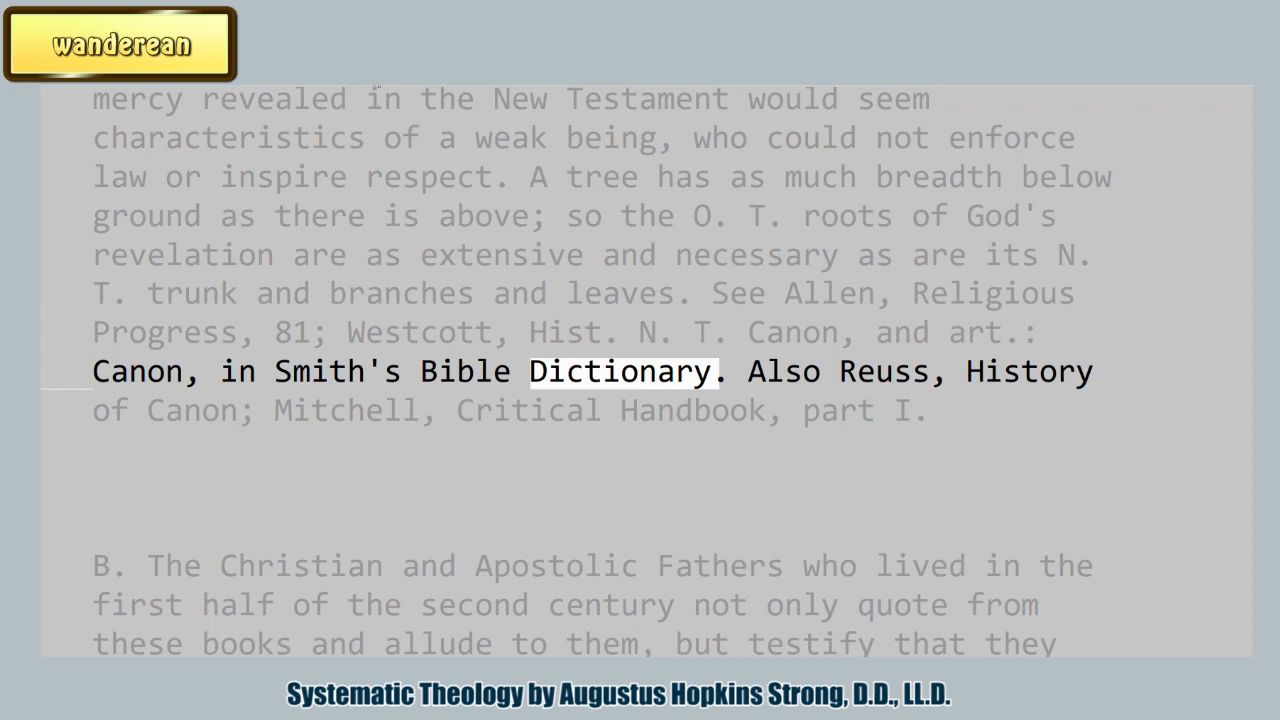 wanderean
mercy revealed in the New Testament would seem
characteristics of a weak being, who could not enforce
law or inspire respect. A tree has as much breadth below
ground as there is above; so the O. T. roots of God's
revelation are as extensive and necessary as are its N.
T. trunk and branches and leaves. See Allen, Religious
Progress, 81; Westcott, Hist. N. T. Canon, and art.:
Canon, in Smith's Bible Dictionary. Also Reuss, History
of Canon; Mitchell, Critical Handbook, part I.
B. The Christian and Apostolic Fathers who lived in the
first half of the second century not only quote from
these books and allude to them, but testify that they
Systematic Theology by Augustus Hopkins Strong, D.D., LL.D.